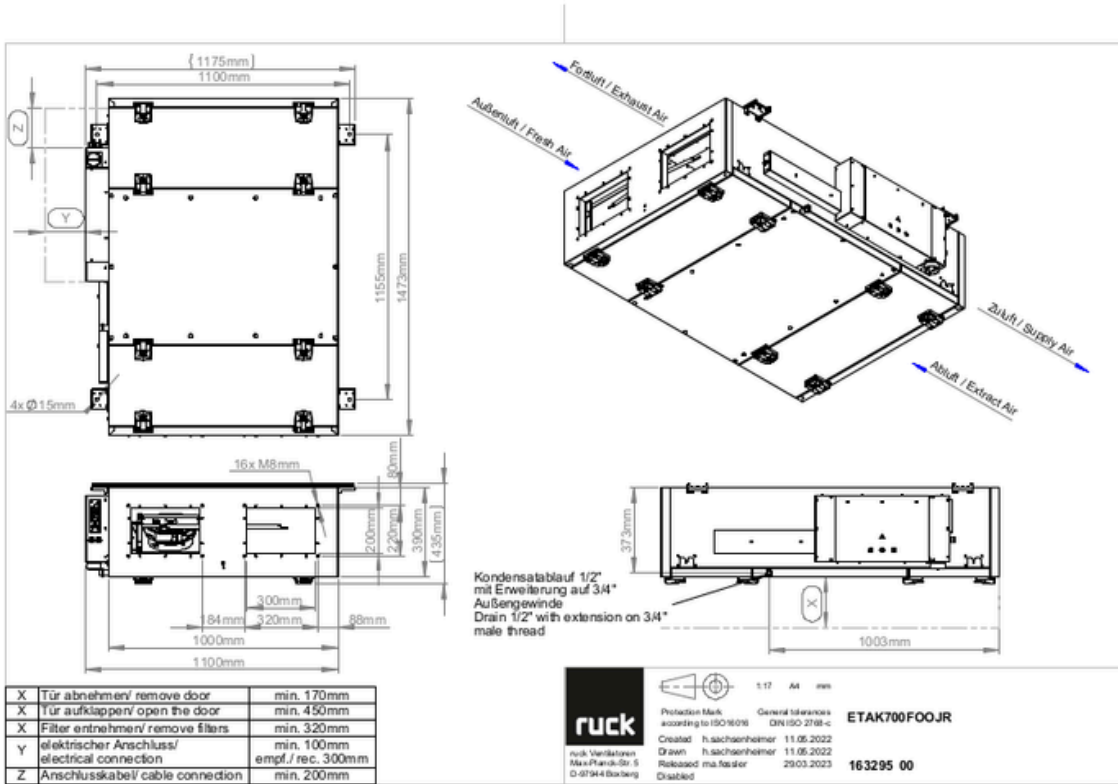 {1175mm}
1100mm
Z
Y
1155mm
1473mm
4xØ15mm
Fortluft / Exhaust Air
Außenluft / Fresh Air
Zuluft / Supply Air
Abluft / Extract Air
16x M8mm
80mm
200mm
220mm
390mm
{435mm}
300mm
184mm
320mm
88mm
1000mm
1100mm
373mm
X
1003mm
Kondensatablauf 1/2"
mit Erweiterung auf 3/4"
Außengewinde
Drain 1/2" with extension on 3/4"
male thread
X Tür abnehmen/ remove door min. 170mm
X Tür aufklappen/ open the door min. 450mm
X Filter entnehmen/ remove filters min. 320mm
Y elektrischer Anschluss/ electrical connection min. 100mm empf./ rec. 300mm
Z Anschlusskabel/ cable connection min. 200mm
ruck
ruck Ventilatoren
Max-Planck-Str. 5
D-97944 Boxberg
1:17 A4 mm
Protection Mark General tolerances
according to ISO16016 DIN ISO 2768-c
ETAK700FOOJR
Created h.sachsenheimer 11.05.2022
Drawn h.sachsenheimer 11.05.2022
Released ma.fessler 29.03.2023
163295 00
Disabled